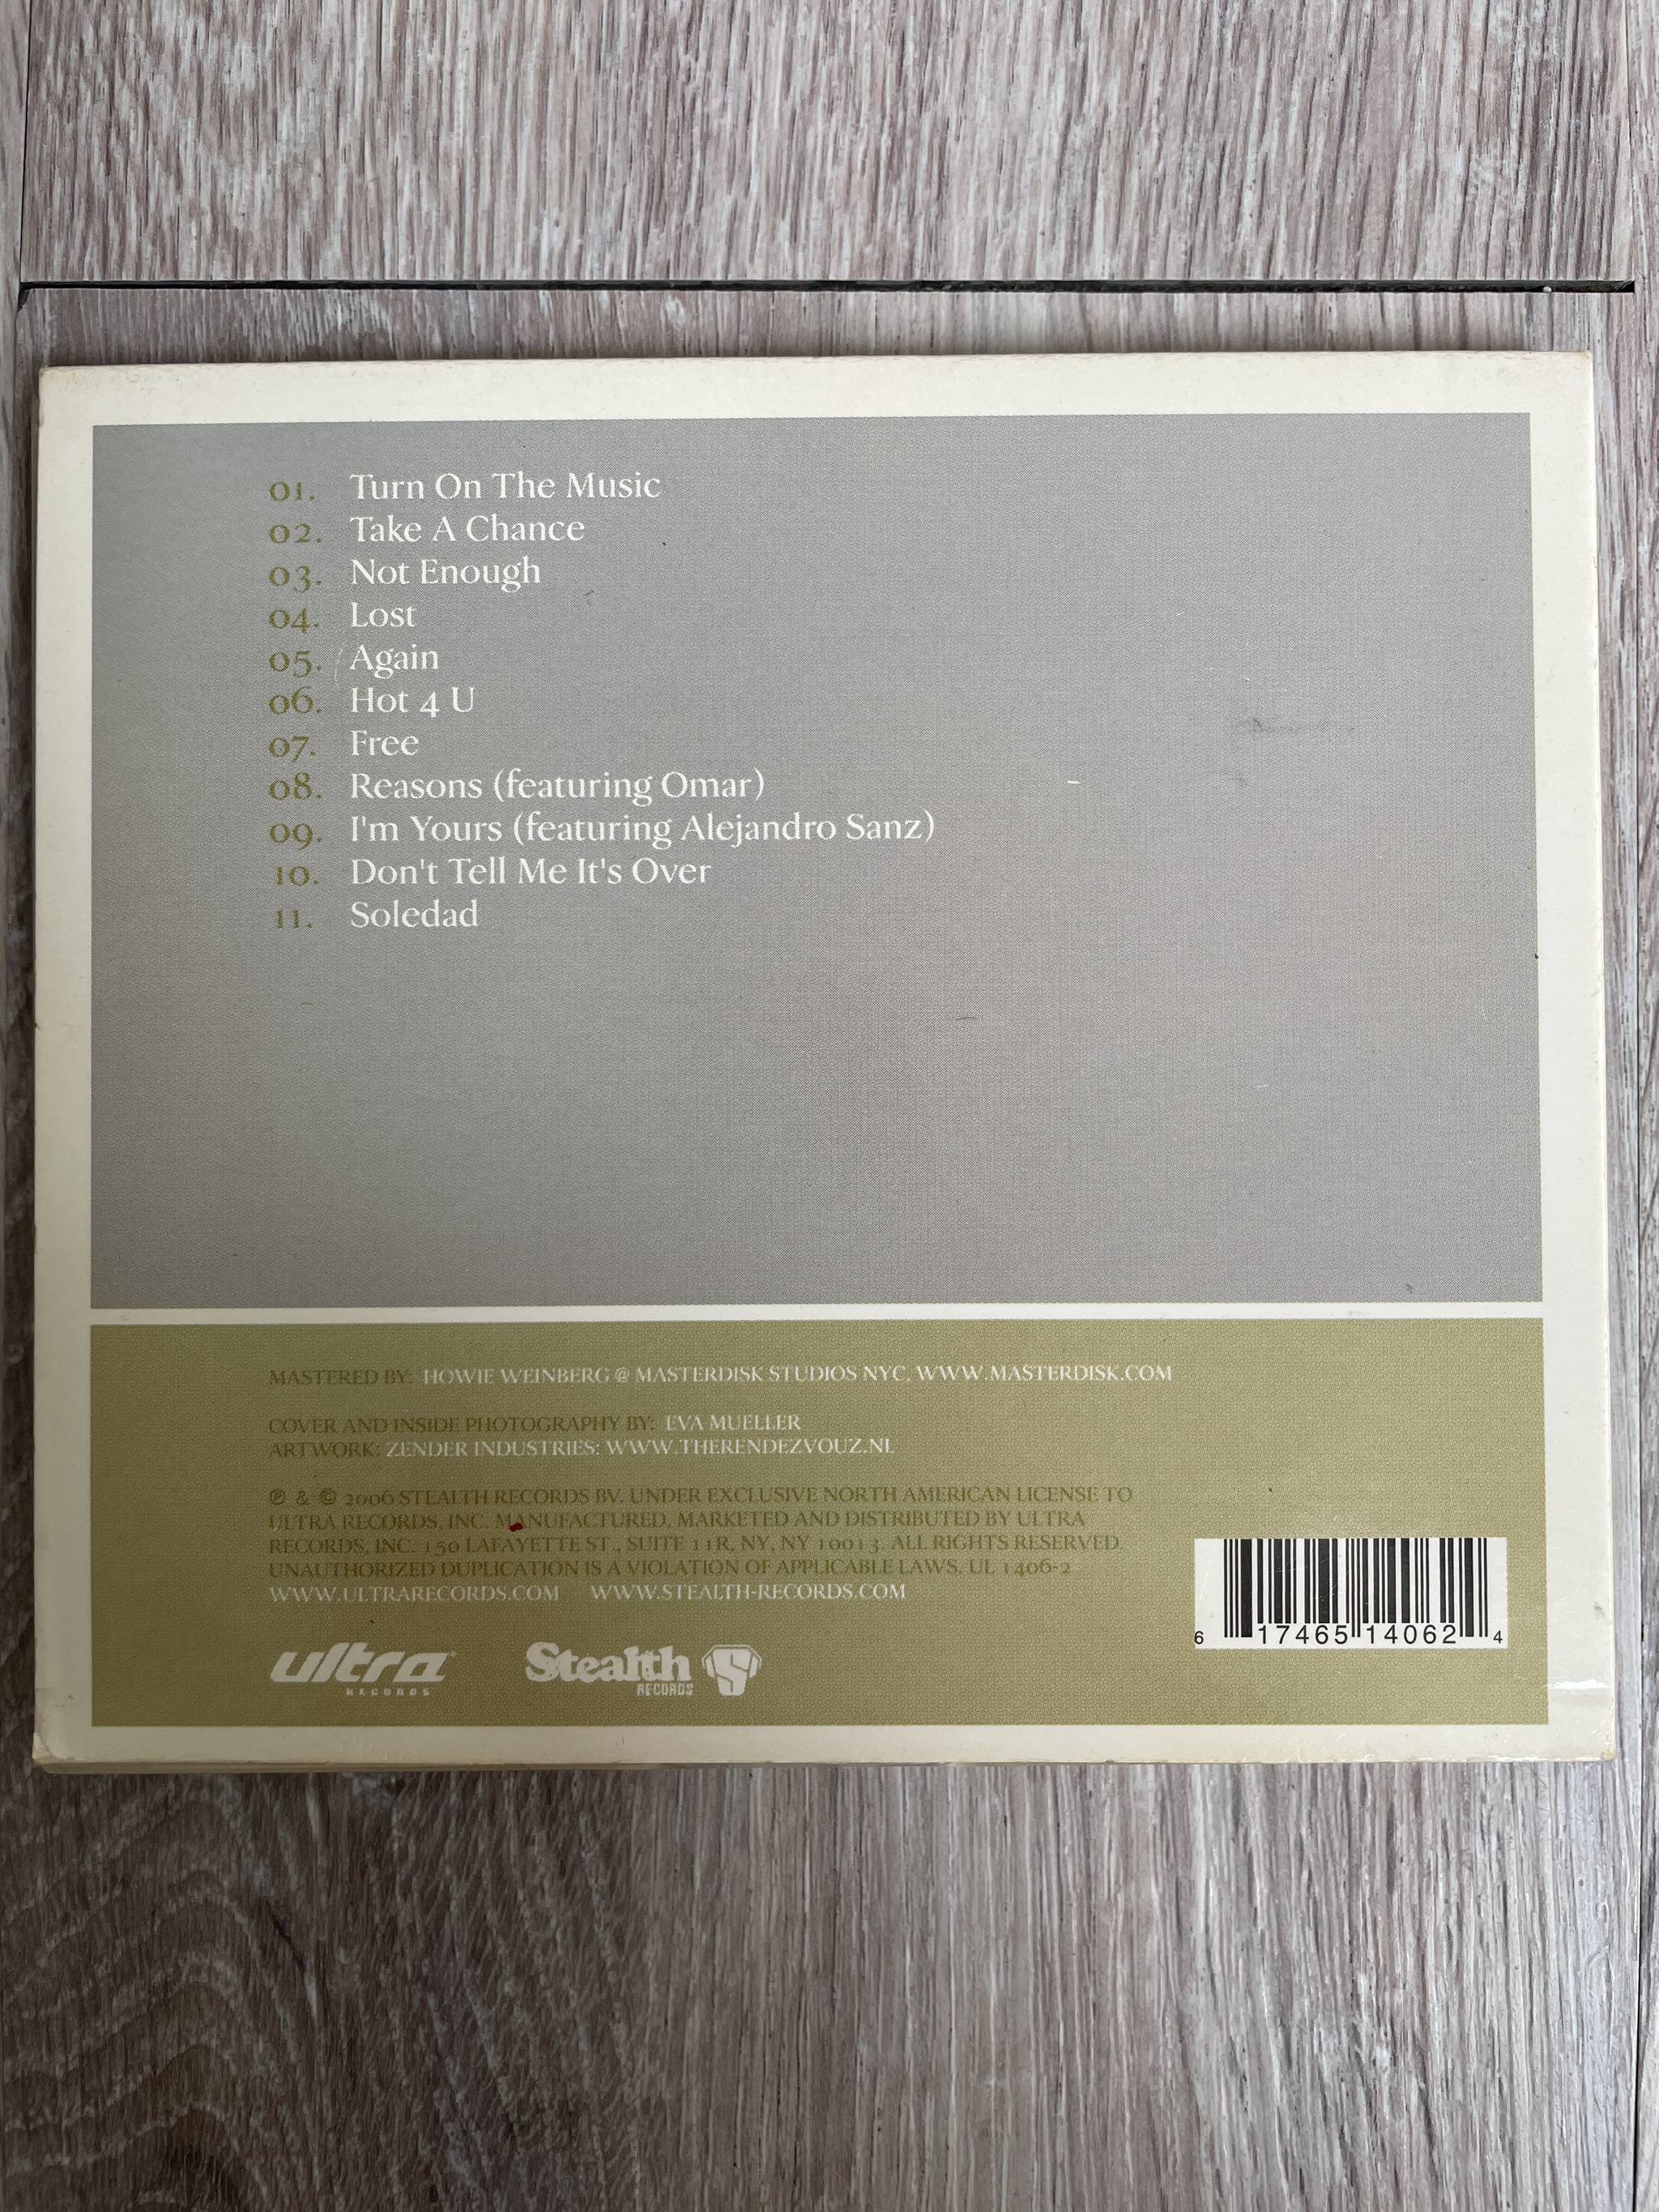 01. Turn On The Music
02. Take A Chance
03. Not Enough
04. Lost
05. Again
06. Hot 4 U
07. Free
08. Reasons (featuring Omar)
09. I'm Yours (featuring Alejandro Sanz)
10. Don't Tell Me It's Over
11. Soledad
MASTERED BY: HOWIE WEINBERG @ MASTERDISK STUDIOS NYC, WWW.MASTERDISK.COM
COVER AND INSIDE PHOTOGRAPHY BY: EVA MUELLER
ARTWORK: ZENDER INDUSTRIES: WWW.THERENDEZVOUZ.NL
℗ & © 2006 STEALTH RECORDS BV. UNDER EXCLUSIVE NORTH AMERICAN LICENSE TO
ULTRA RECORDS, INC. MANUFACTURED, MARKETED AND DISTRIBUTED BY ULTRA
RECORDS, INC. 150 LAFAYETTE ST., SUITE 11R, NY, NY 10013. ALL RIGHTS RESERVED.
UNAUTHORIZED DUPLICATION IS A VIOLATION OF APPLICABLE LAWS. UL 1406-2
WWW.ULTRARECORDS.COM WWW.STEALTH-RECORDS.COM
6 17465 14062 4
ultra RECORDS
Stealth RECORDS S